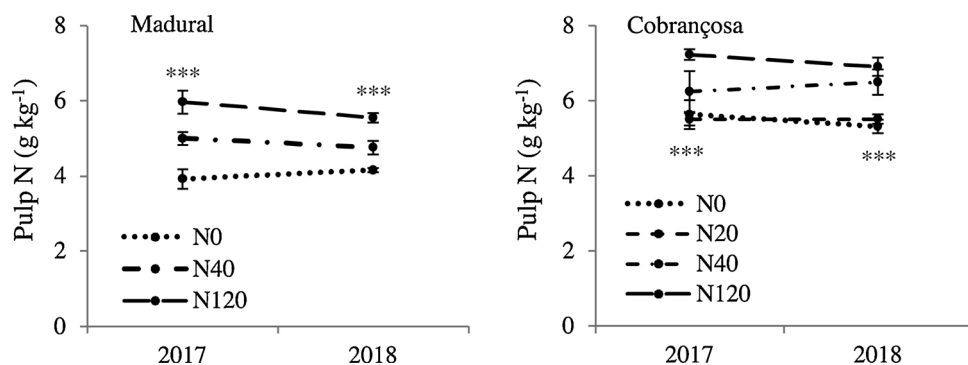 Madural
Pulp N (g kg⁻¹)
8
6
4
2
0
***
***
N0
N40
N120
2017
2018
Cobrançosa
Pulp N (g kg⁻¹)
8
6
4
2
0
***
***
N0
N20
N40
N120
2017
2018